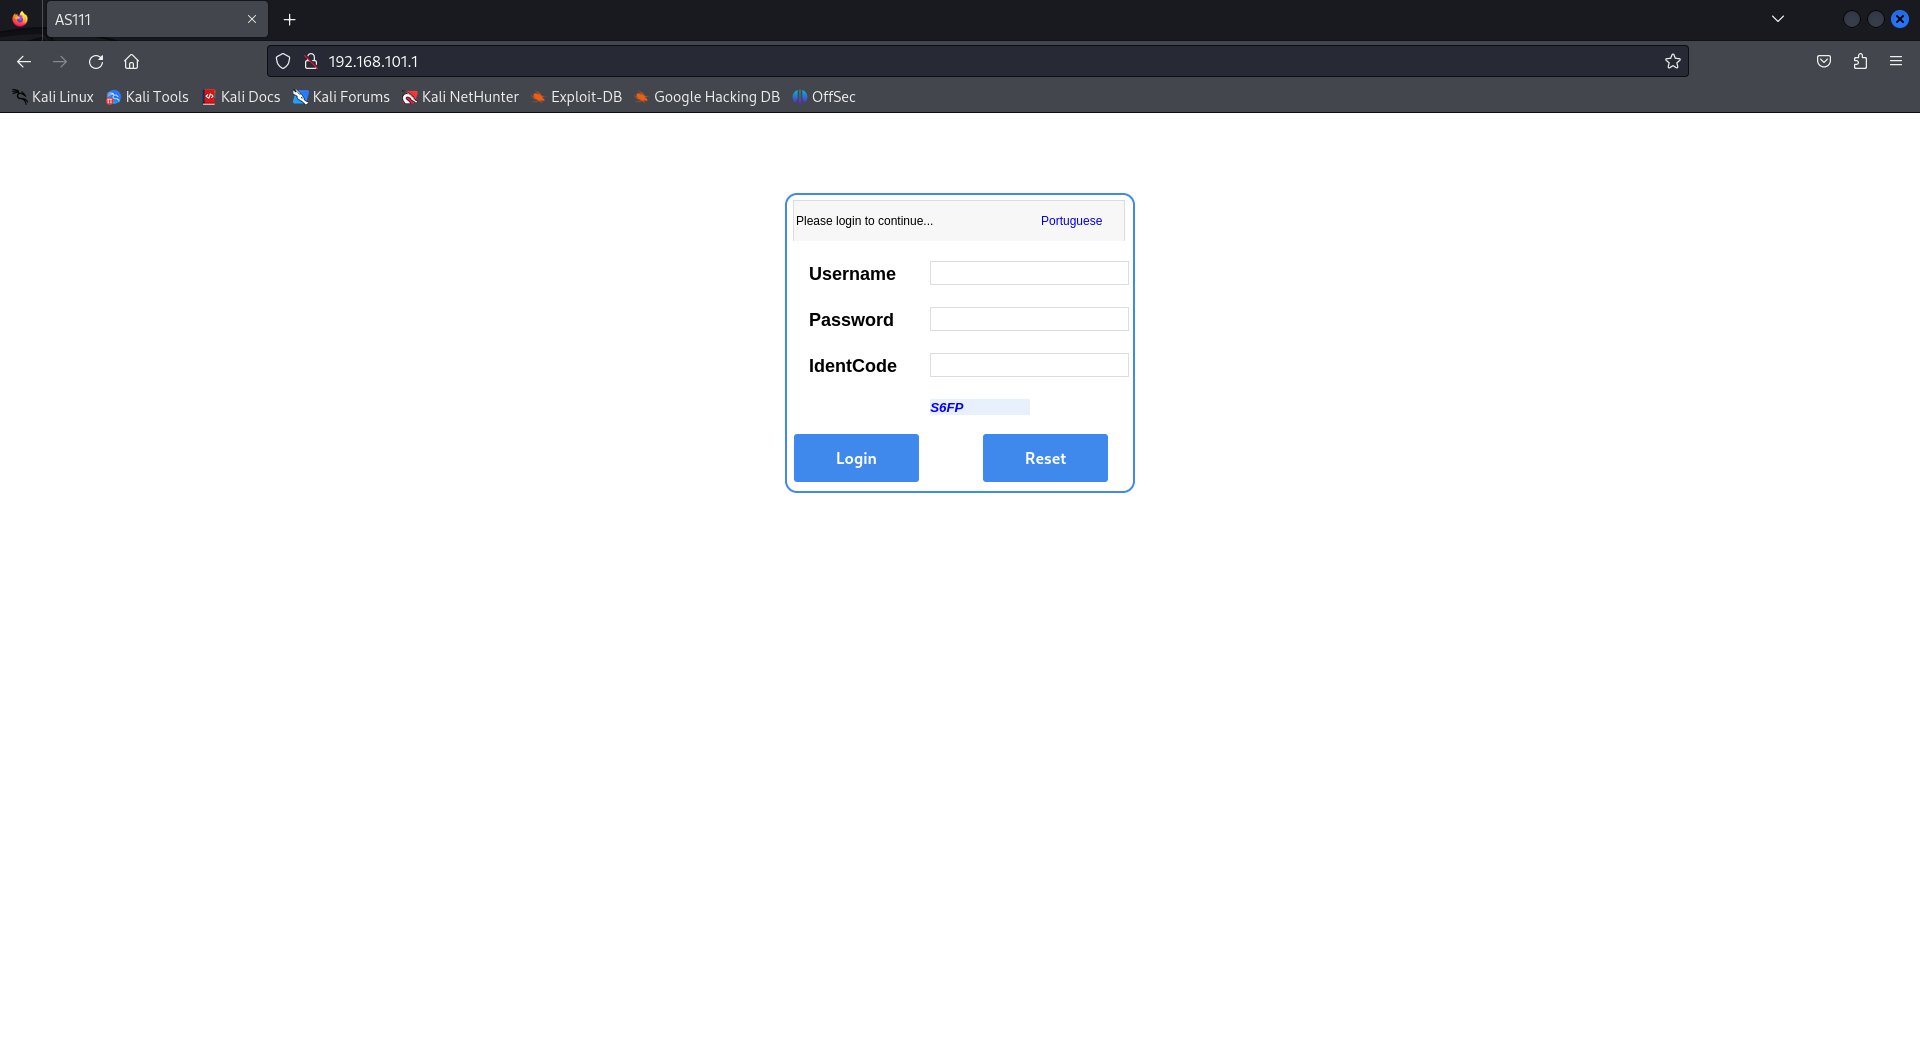 AS111
192.168.101.1
Kali Linux Kali Tools Kali Docs Kali Forums Kali NetHunter Exploit-DB Google Hacking DB OffSec
Please login to continue... Portuguese
Username
Password
IdentCode
S6FP
Login Reset